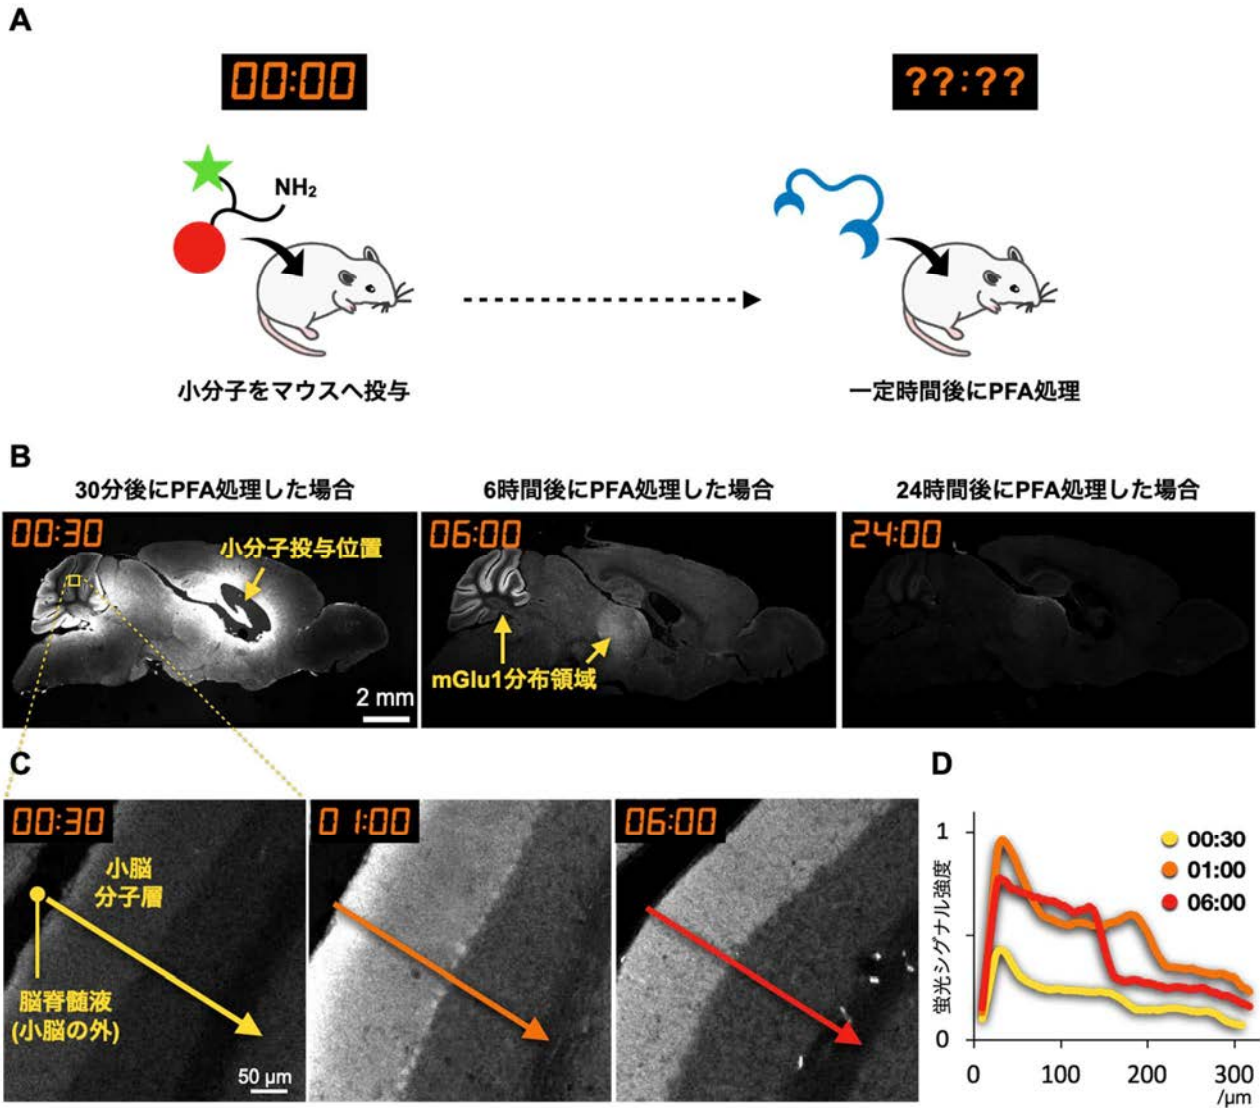 A
00:00
??:??
NH₂
小分子をマウスへ投与
一定時間後にPFA処理
B
30分後にPFA処理した場合
6時間後にPFA処理した場合
24時間後にPFA処理した場合
00:30
小分子投与位置
2 mm
06:00
mGlu1分布領域
24:00
C
00:30
小脳
分子層
脳脊髄液
(小脳の外)
50 μm
01:00
06:00
D
蛍光シグナル強度
1
0
00:30
01:00
06:00
0 100 200 300
/μm